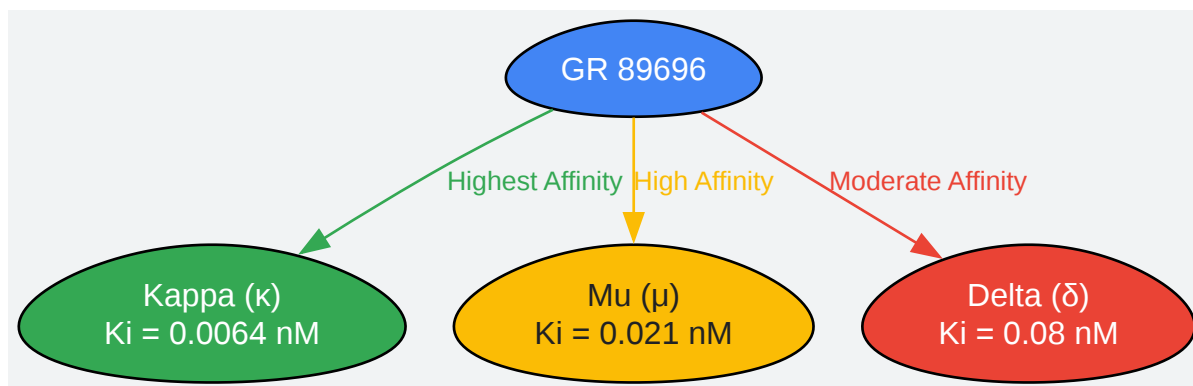 GR 89696
Highest Affinity
High Affinity
Moderate Affinity
Kappa (κ)
Ki = 0.0064 nM
Mu (μ)
Ki = 0.021 nM
Delta (δ)
Ki = 0.08 nM